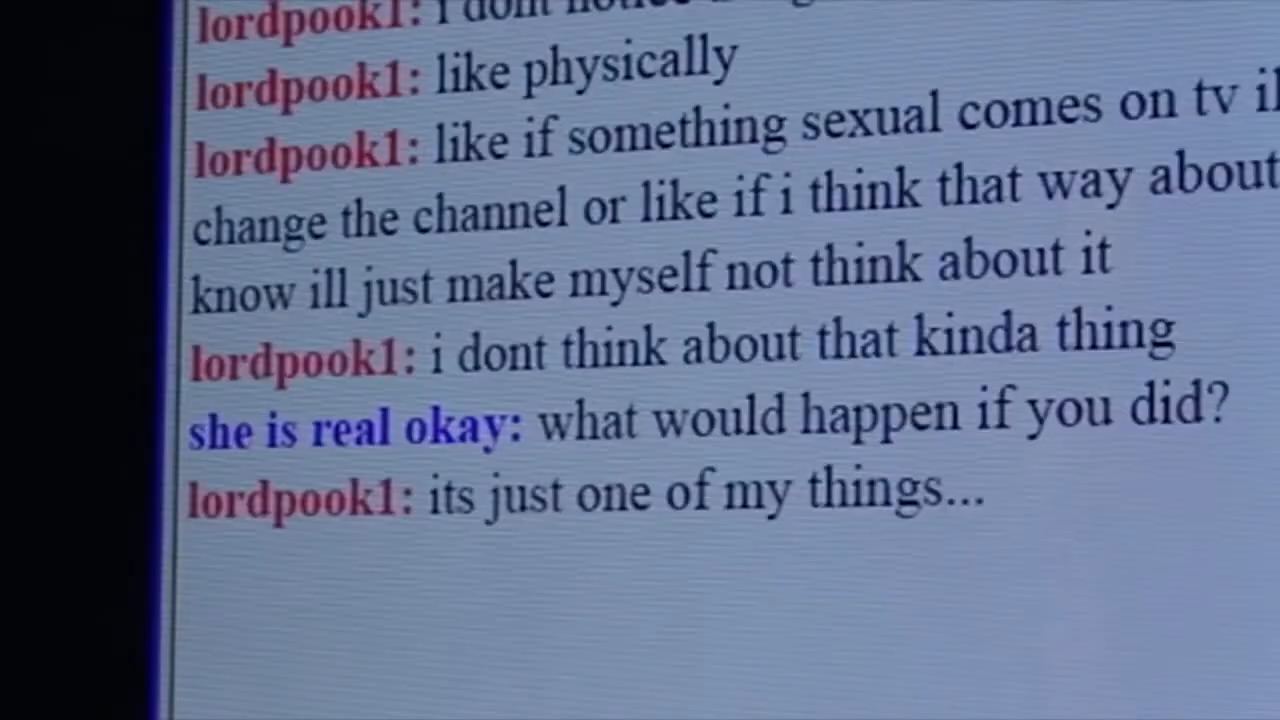 lordpook1: i dont
lordpook1: like physically
lordpook1: like if something sexual comes on tv
change the channel or like if i think that way about
know ill just make myself not think about it
lordpook1: i dont think about that kinda thing
she is real okay: what would happen if you did?
lordpook1: its just one of my things...